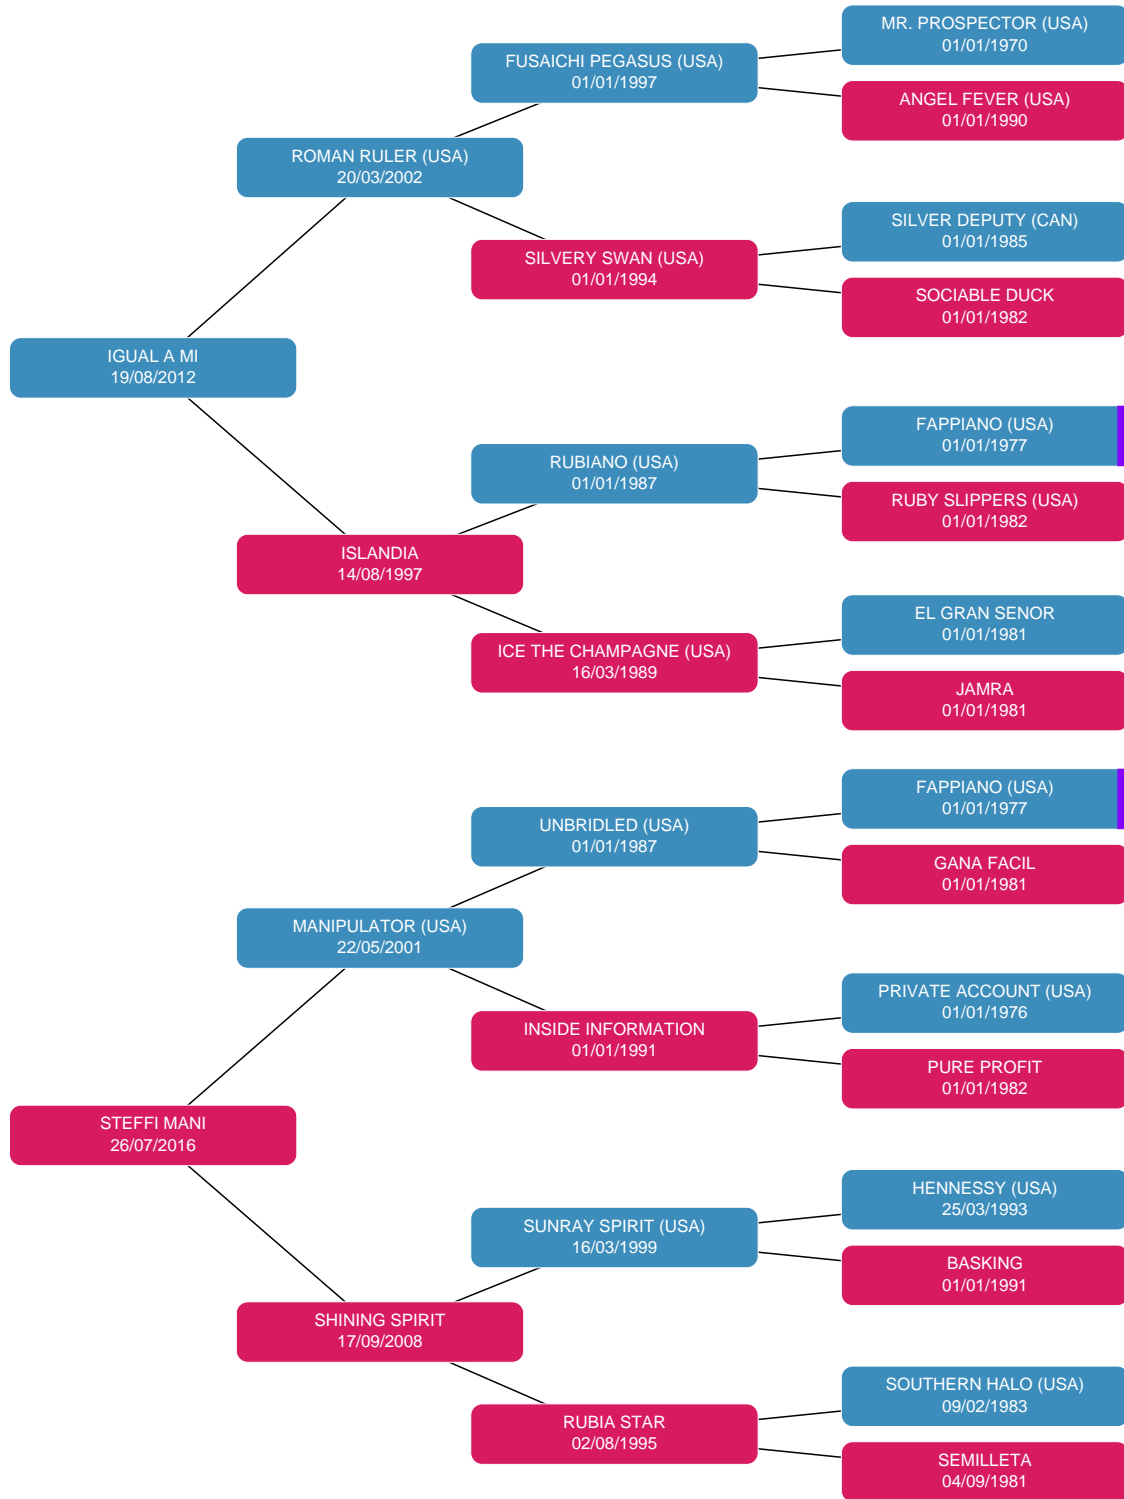 MR. PROSPECTOR (USA)
01/01/1970
FUSAICHI PEGASUS (USA)
01/01/1997
ANGEL FEVER (USA)
01/01/1990
ROMAN RULER (USA)
20/03/2002
SILVER DEPUTY (CAN)
01/01/1985
SILVERY SWAN (USA)
01/01/1994
SOCIABLE DUCK
01/01/1982
IGUAL A MI
19/08/2012
FAPPIANO (USA)
01/01/1977
RUBIANO (USA)
01/01/1987
RUBY SLIPPERS (USA)
01/01/1982
ISLANDIA
14/08/1997
EL GRAN SENOR
01/01/1981
ICE THE CHAMPAGNE (USA)
16/03/1989
JAMRA
01/01/1981
FAPPIANO (USA)
01/01/1977
UNBRIDLED (USA)
01/01/1987
GANA FACIL
01/01/1981
MANIPULATOR (USA)
22/05/2001
PRIVATE ACCOUNT (USA)
01/01/1976
INSIDE INFORMATION
01/01/1991
PURE PROFIT
01/01/1982
STEFFI MANI
26/07/2016
HENNESSY (USA)
25/03/1993
SUNRAY SPIRIT (USA)
16/03/1999
BASKING
01/01/1991
SHINING SPIRIT
17/09/2008
SOUTHERN HALO (USA)
09/02/1983
RUBIA STAR
02/08/1995
SEMILLETA
04/09/1981